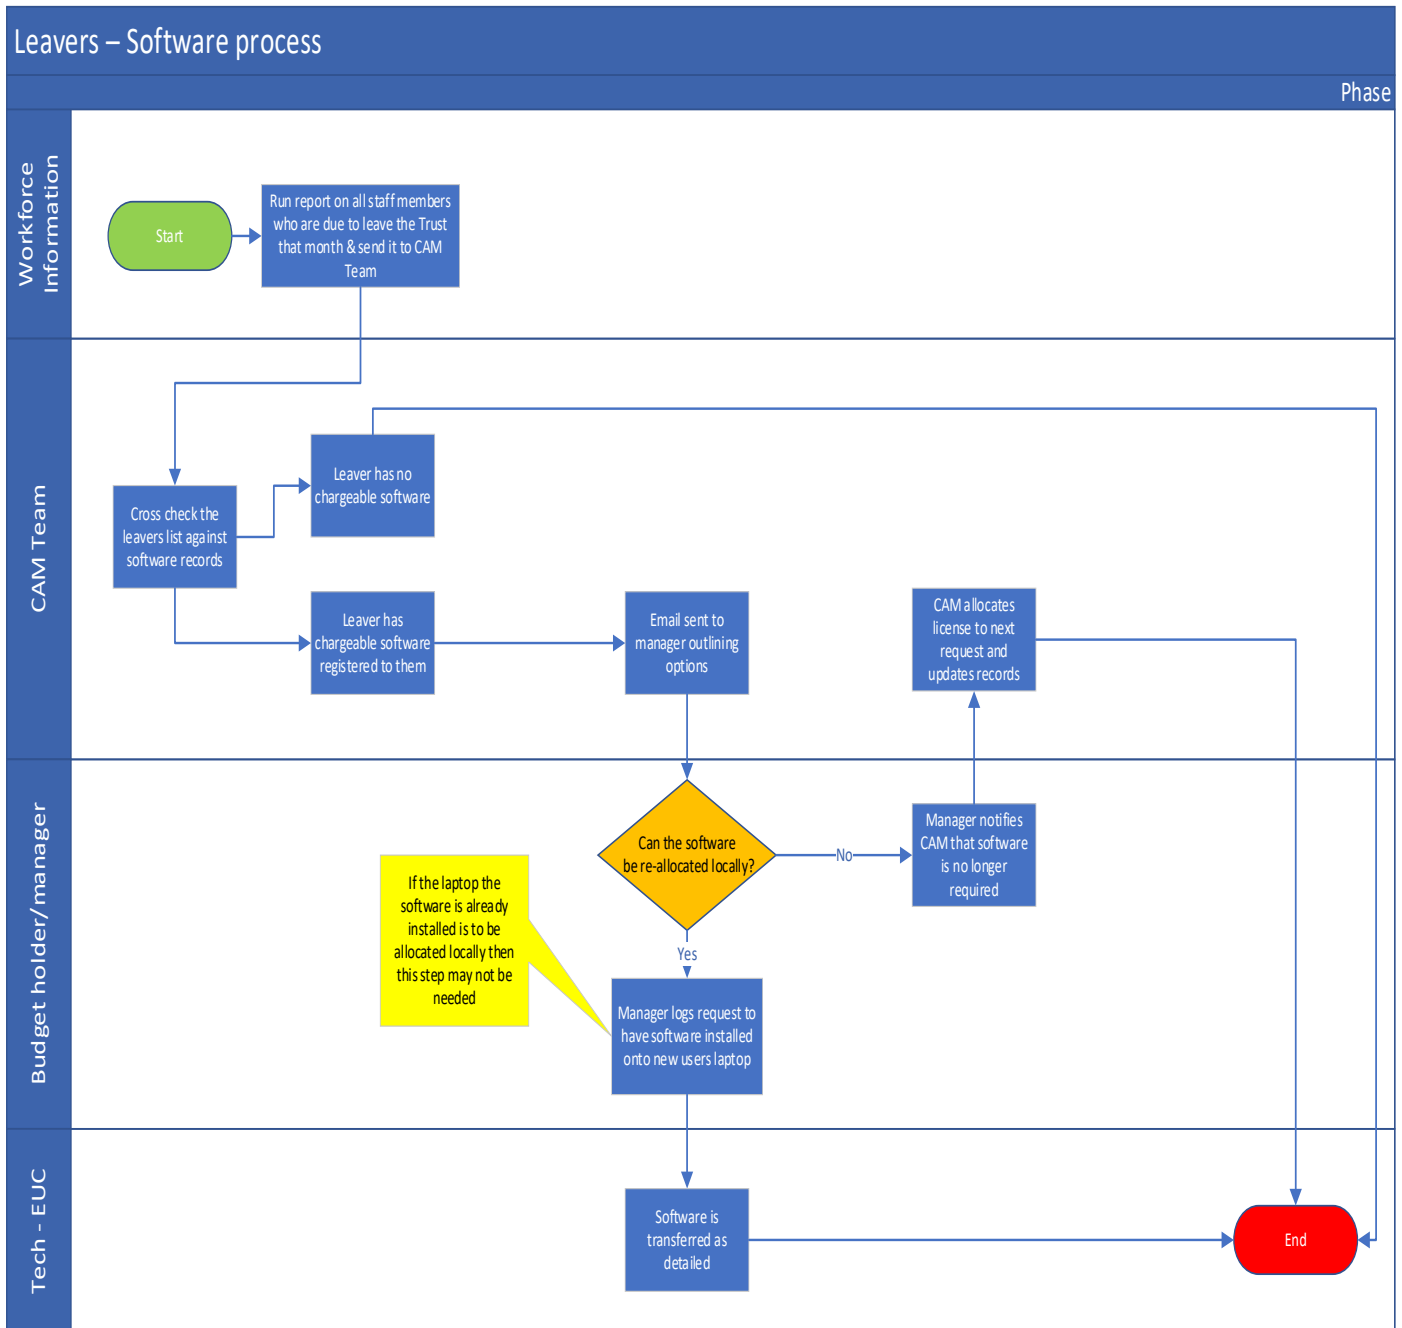 Leavers – Software process
Phase
Workforce
Information
Start
Run report on all staff members
who are due to leave the Trust
that month & send it to CAM
Team
CAM Team
Leaver has no
chargeable software
Cross check the
leavers list against
software records
Leaver has
chargeable software
registered to them
Email sent to
manager outlining
options
CAM allocates
license to next
request and
updates records
Budget holder/manager
Can the software
be re-allocated locally?
No
Manager notifies
CAM that software
is no longer
required
If the laptop the
software is already
installed is to be
allocated locally then
this step may not be
needed
Yes
Manager logs request to
have software installed
onto new users laptop
Tech - EUC
Software is
transferred as
detailed
End